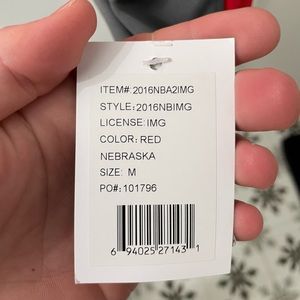 ITEM#: 2016NBA2IMG
STYLE: 2016NBIMG
LICENSE: IMG
COLOR: RED
NEBRASKA
SIZE: M
PO#: 101796
6 94025 27143 1